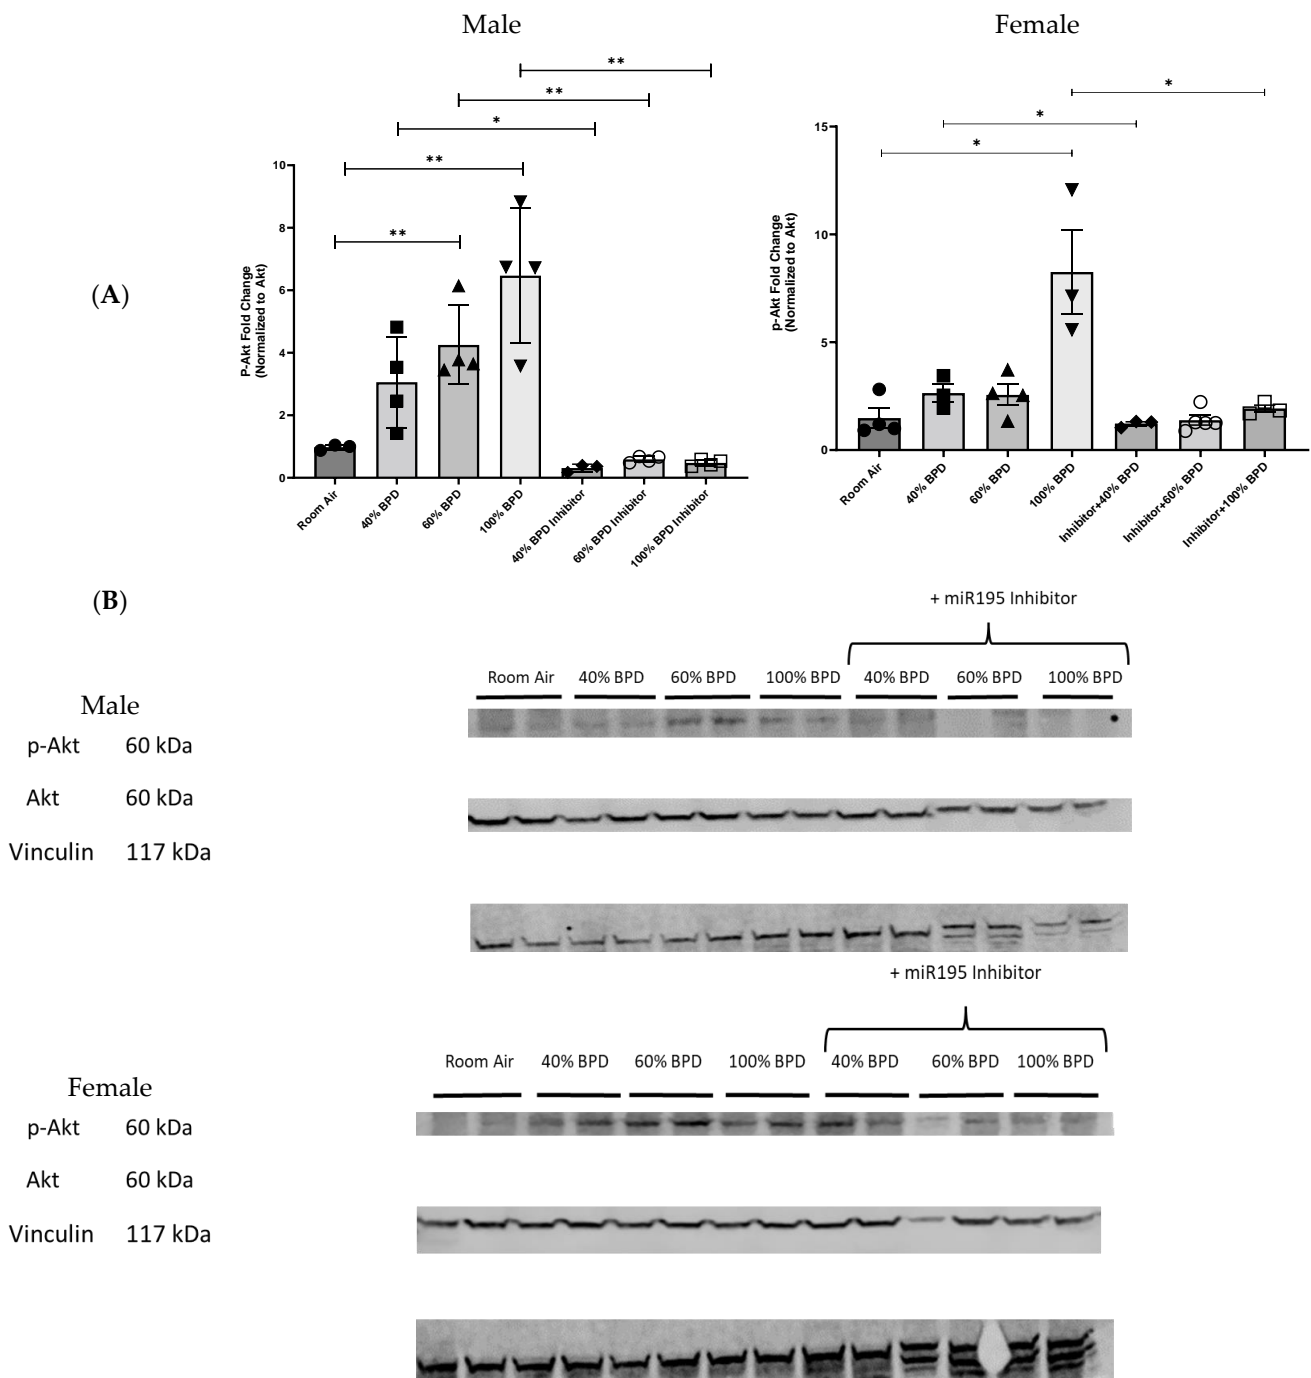 Male
Female
**
**
*
**
**
*
*
*
(A)
P-Akt Fold Change
(Normalized to Akt)
10
8
6
4
2
0
Room Air
40% BPD
60% BPD
100% BPD
40% BPD Inhibitor
60% BPD Inhibitor
100% BPD Inhibitor
p-Akt Fold Change
(Normalized to Akt)
15
10
5
0
Room Air
40% BPD
60% BPD
100% BPD
Inhibitor+40% BPD
Inhibitor+60% BPD
Inhibitor+100% BPD
(B)
+ miR195 Inhibitor
Room Air 40% BPD 60% BPD 100% BPD 40% BPD 60% BPD 100% BPD
Male
p-Akt 60 kDa
Akt 60 kDa
Vinculin 117 kDa
+ miR195 Inhibitor
Room Air 40% BPD 60% BPD 100% BPD 40% BPD 60% BPD 100% BPD
Female
p-Akt 60 kDa
Akt 60 kDa
Vinculin 117 kDa